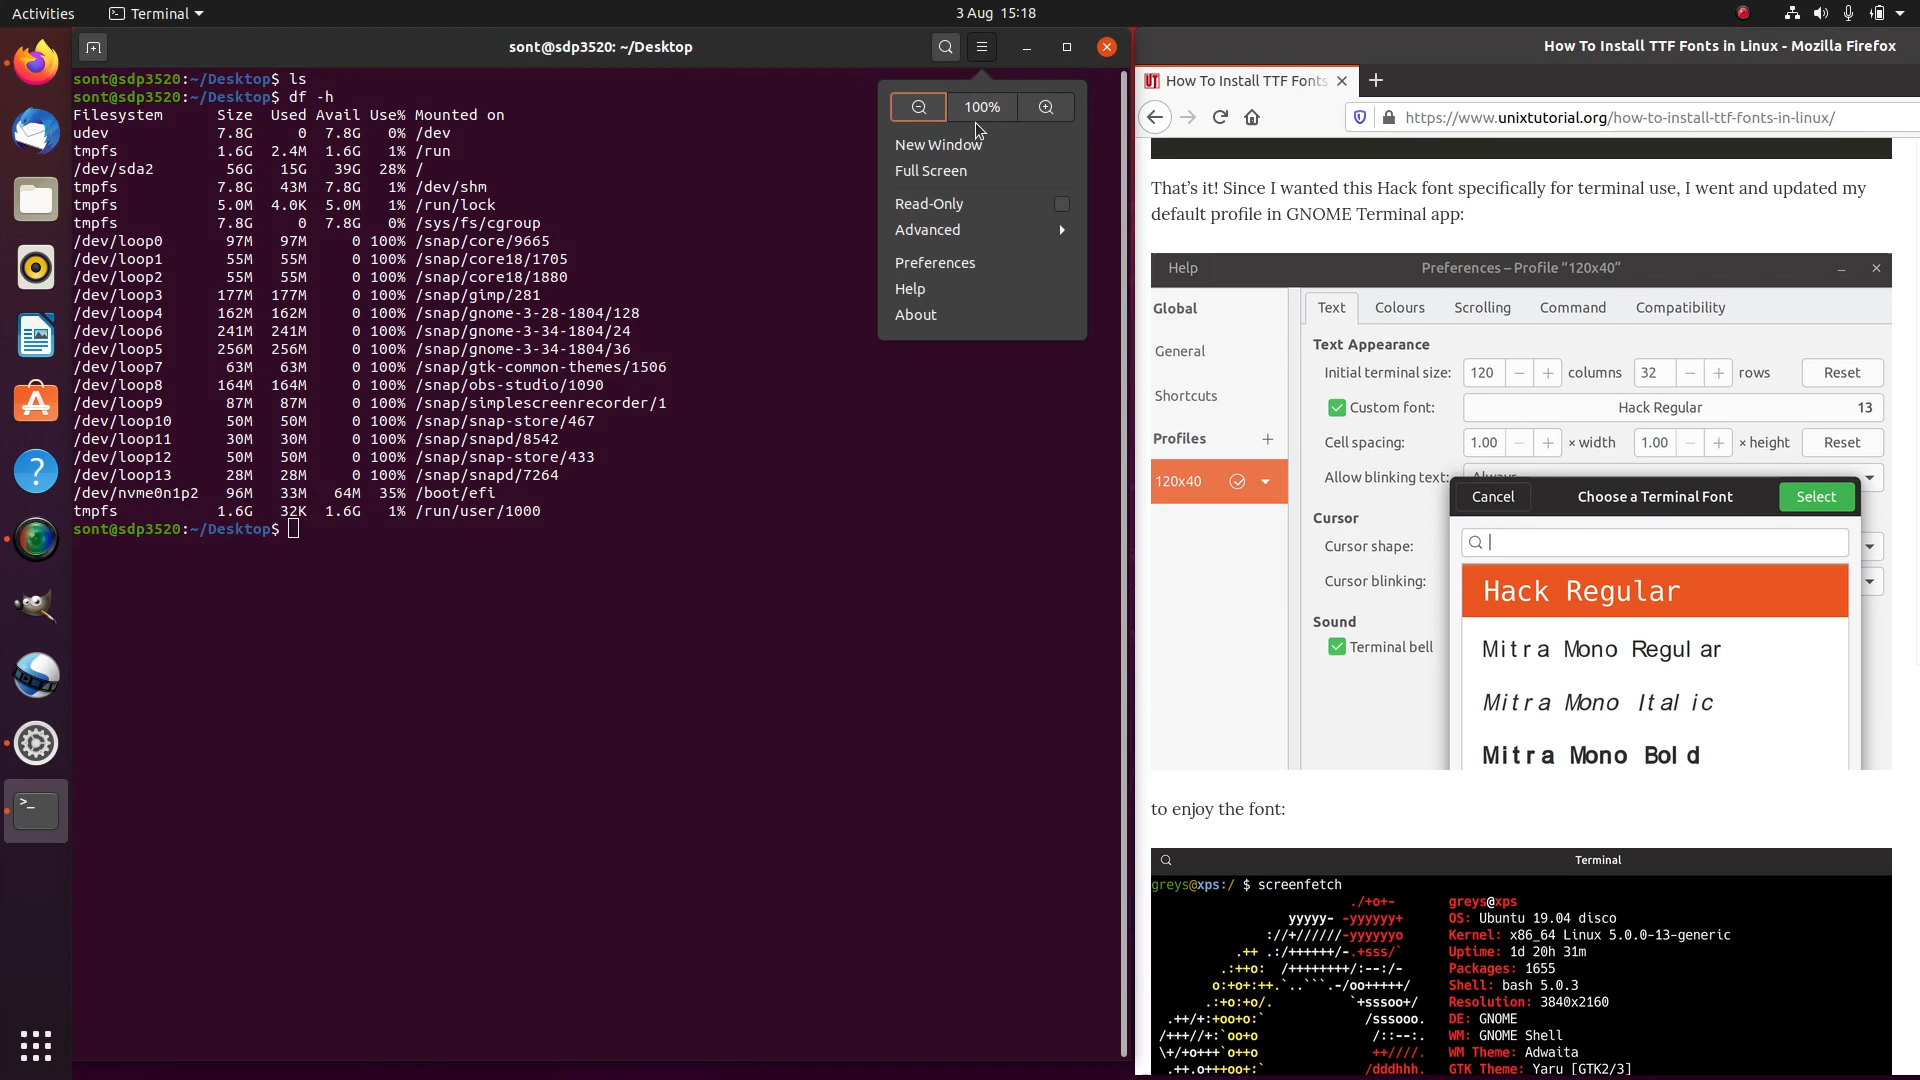 Activities
Terminal
3 Aug 15:18
sont@sdp3520: ~/Desktop
sont@sdp3520:~/Desktop$ ls
sont@sdp3520:~/Desktop$ df -h
Filesystem Size Used Avail Use% Mounted on
udev 7.8G 0 7.8G 0% /dev
tmpfs 1.6G 2.4M 1.6G 1% /run
/dev/sda2 56G 15G 39G 28% /
tmpfs 7.8G 43M 7.8G 1% /dev/shm
tmpfs 5.0M 4.0K 5.0M 1% /run/lock
tmpfs 7.8G 0 7.8G 0% /sys/fs/cgroup
/dev/loop0 97M 97M 0 100% /snap/core/9665
/dev/loop1 55M 55M 0 100% /snap/core18/1705
/dev/loop2 55M 55M 0 100% /snap/core18/1880
/dev/loop3 177M 177M 0 100% /snap/gimp/281
/dev/loop4 162M 162M 0 100% /snap/gnome-3-28-1804/128
/dev/loop6 241M 241M 0 100% /snap/gnome-3-34-1804/24
/dev/loop5 256M 256M 0 100% /snap/gnome-3-34-1804/36
/dev/loop7 63M 63M 0 100% /snap/gtk-common-themes/1506
/dev/loop8 164M 164M 0 100% /snap/obs-studio/1090
/dev/loop9 87M 87M 0 100% /snap/simplescreenrecorder/1
/dev/loop10 50M 50M 0 100% /snap/snap-store/467
/dev/loop11 30M 30M 0 100% /snap/snapd/8542
/dev/loop12 50M 50M 0 100% /snap/snap-store/433
/dev/loop13 28M 28M 0 100% /snap/snapd/7264
/dev/nvme0n1p2 96M 33M 64M 35% /boot/efi
tmpfs 1.6G 32K 1.6G 1% /run/user/1000
sont@sdp3520:~/Desktop$
100%
New Window
Full Screen
Read-Only
Advanced
Preferences
Help
About
How To Install TTF Fonts in Linux - Mozilla Firefox
UT How To Install TTF Fonts
https://www.unixtutorial.org/how-to-install-ttf-fonts-in-linux/
That’s it! Since I wanted this Hack font specifically for terminal use, I went and updated my
default profile in GNOME Terminal app:
Help
Preferences – Profile “120x40”
Global
General
Shortcuts
Profiles
120x40
Text Colours Scrolling Command Compatibility
Text Appearance
Initial terminal size: 120 − + columns 32 − + rows Reset
Custom font: Hack Regular 13
Cell spacing: 1.00 − + × width 1.00 − + × height Reset
Allow blinking text: Always
Cursor
Cursor shape:
Cursor blinking:
Sound
Terminal bell
Cancel Choose a Terminal Font Select
Hack Regular
Mitra Mono Regular
Mitra Mono Italic
Mitra Mono Bold
to enjoy the font:
Terminal
greys@xps:/ $ screenfetch
./+o+- greys@xps
yyyyy- -yyyyyy+ OS: Ubuntu 19.04 disco
://+//////-yyyyyyo Kernel: x86_64 Linux 5.0.0-13-generic
.++ .:/++++++/-.+sss/` Uptime: 1d 20h 31m
.:++o: /++++++++/:--:/- Packages: 1655
o:+o+:++.`..```.-/oo+++++/ Shell: bash 5.0.3
.:+o:+o/. `+sssoo+/ Resolution: 3840x2160
.++/+:+oo+o:` /sssooo. DE: GNOME
/+++//+:`oo+o /::--:. WM: GNOME Shell
\+/+o+++`o++o ++////. WM Theme: Adwaita
.++.o+++oo+:` /dddhhh. GTK Theme: Yaru [GTK2/3]